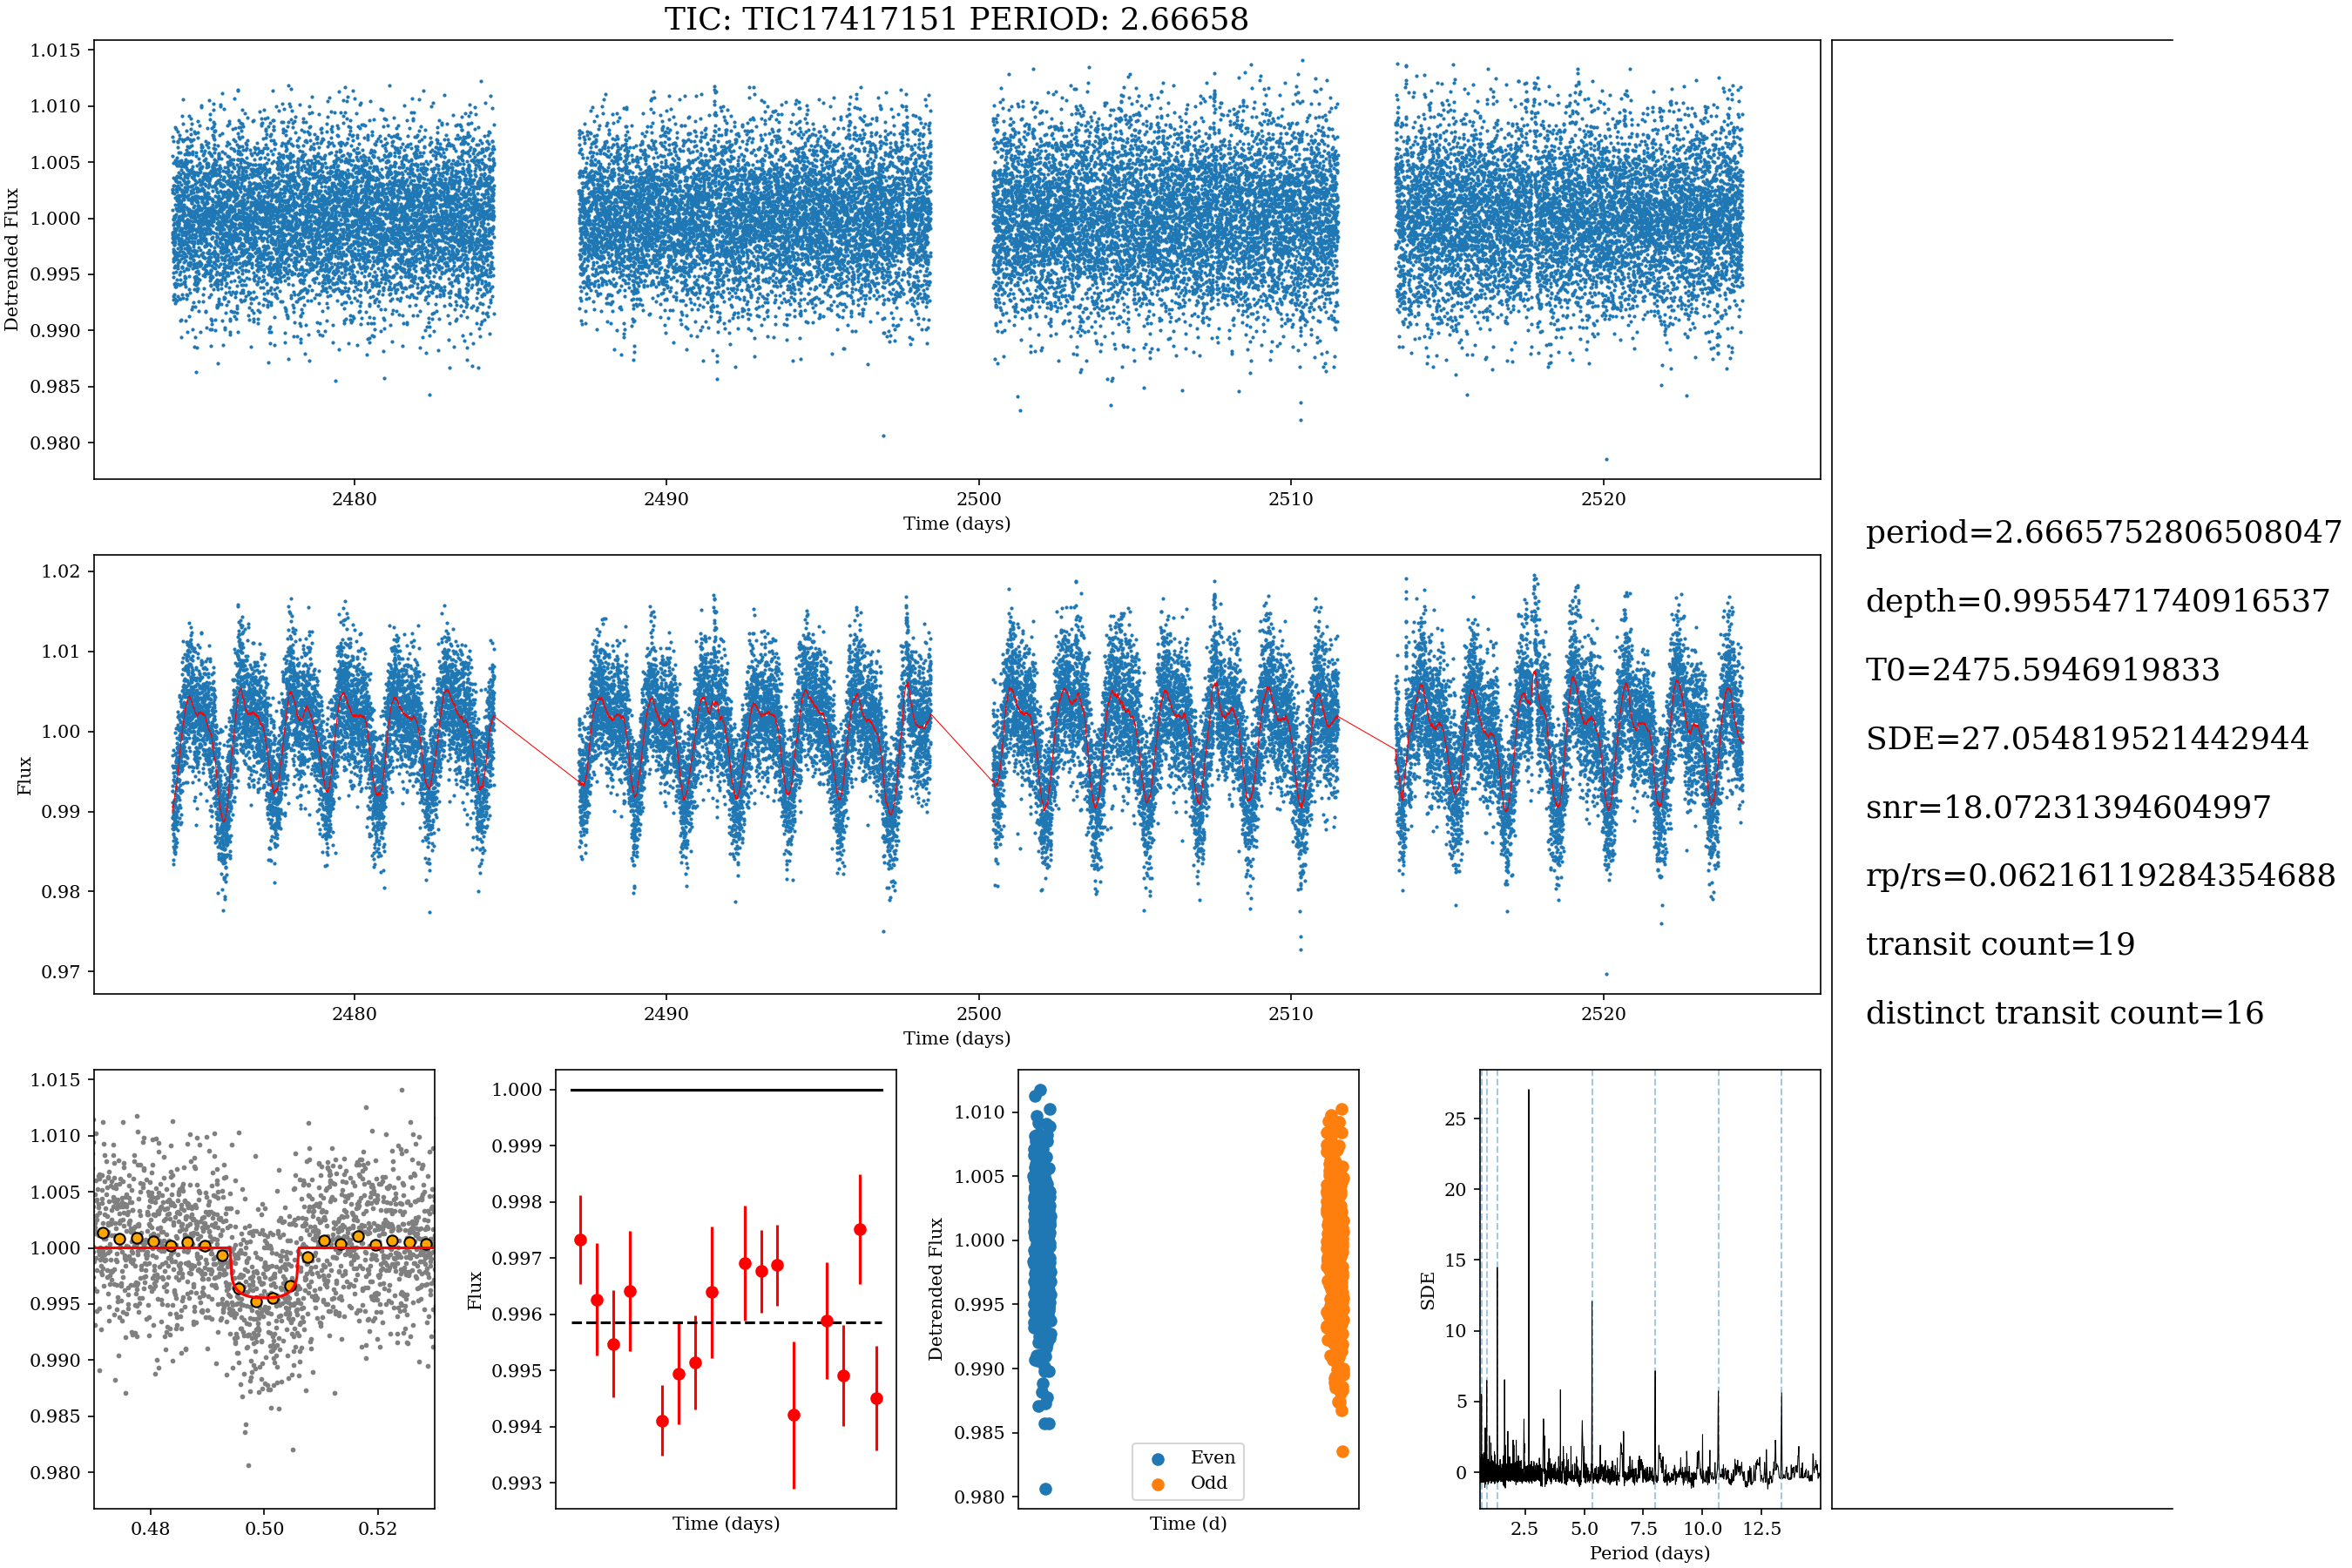 TIC: TIC17417151 PERIOD: 2.66658
1.015
1.010
1.005
1.000
0.995
0.990
0.985
0.980
Detrended Flux
2480 2490 2500 2510 2520
Time (days)
1.02
1.01
1.00
0.99
0.98
0.97
Flux
2480 2490 2500 2510 2520
Time (days)
period=2.6665752806508047
depth=0.9955471740916537
T0=2475.5946919833
SDE=27.054819521442944
snr=18.07231394604997
rp/rs=0.06216119284354688
transit count=19
distinct transit count=16
1.015
1.010
1.005
1.000
0.995
0.990
0.985
0.980
0.48 0.50 0.52
1.000
0.999
0.998
0.997
0.996
0.995
0.994
0.993
Flux
Time (days)
1.010
1.005
1.000
0.995
0.990
0.985
0.980
Detrended Flux
Even
Odd
Time (d)
25
20
15
10
5
0
SDE
2.5 5.0 7.5 10.0 12.5
Period (days)